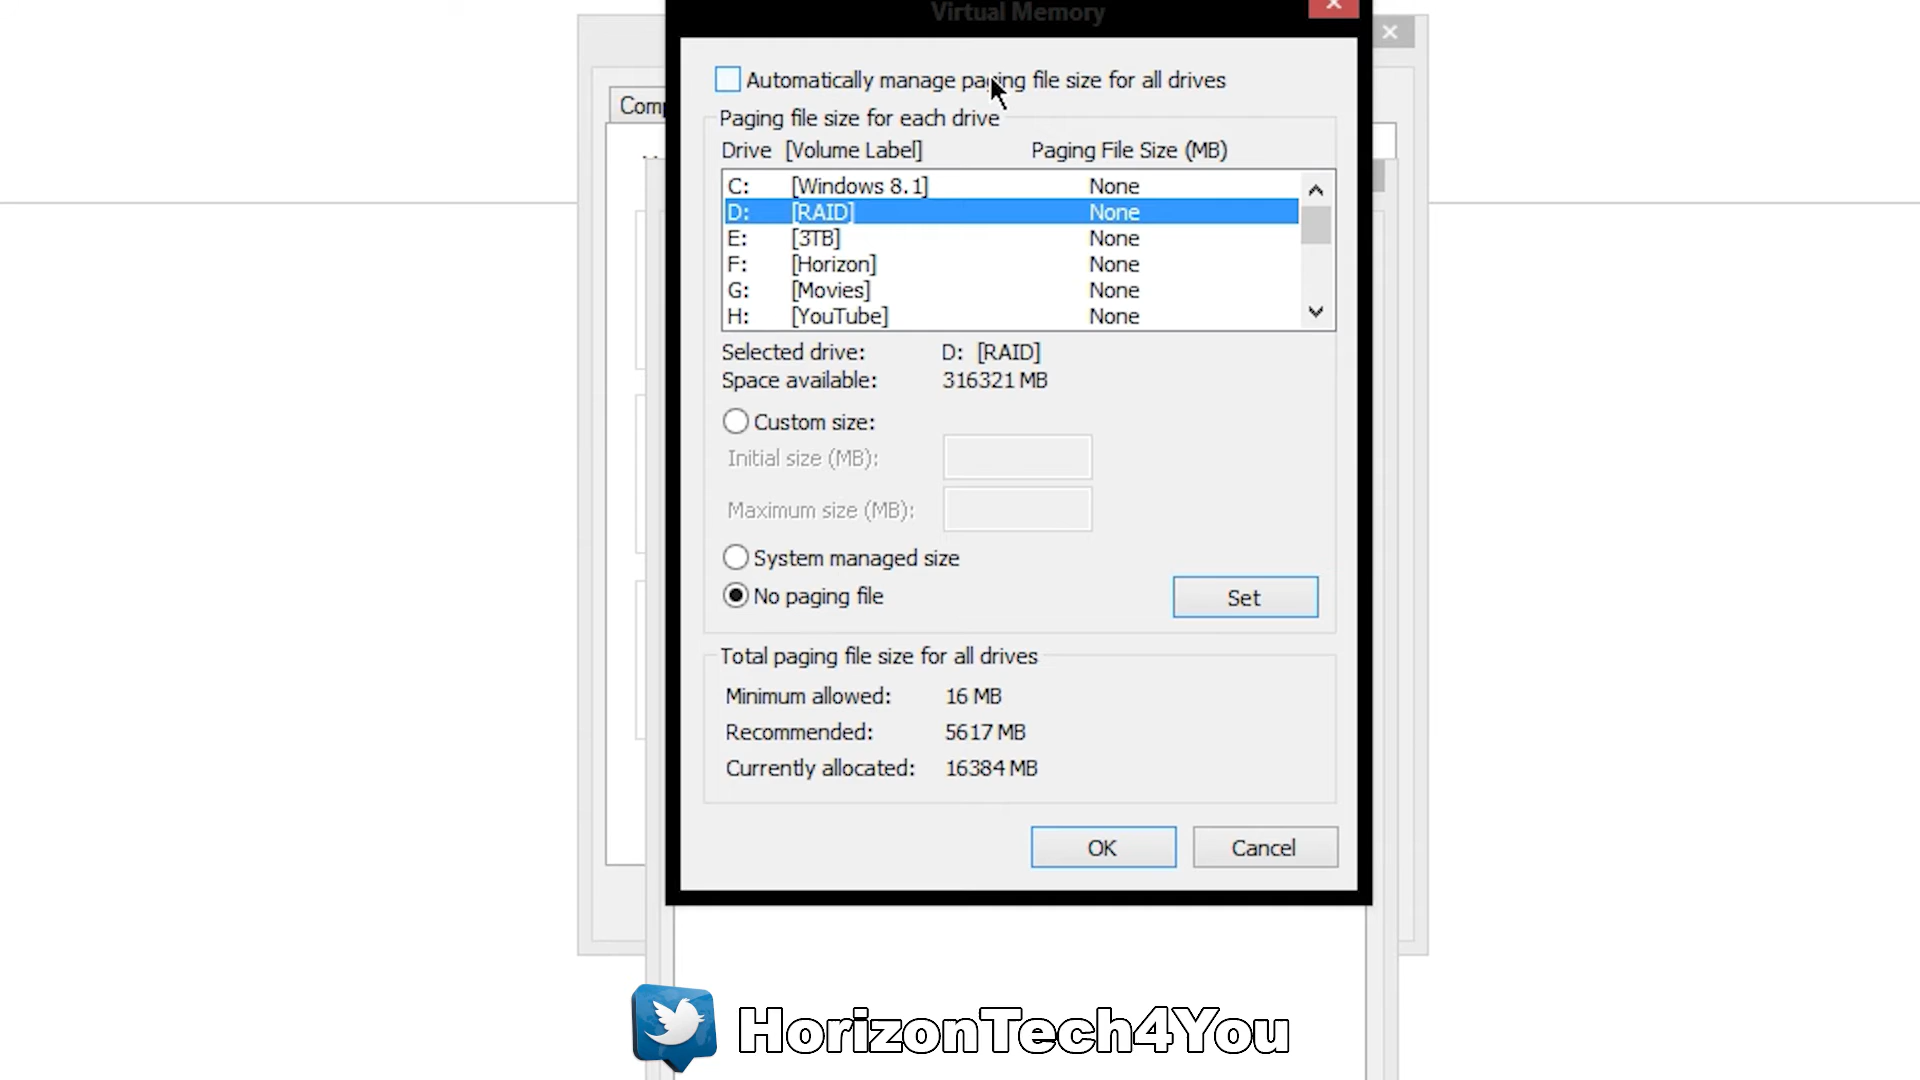 Virtual Memory
Automatically manage paging file size for all drives
Comp
Paging file size for each drive
Drive [Volume Label] Paging File Size (MB)
C: [Windows 8.1] None
D: [RAID] None
E: [3TB] None
F: [Horizon] None
G: [Movies] None
H: [YouTube] None
Selected drive: D: [RAID]
Space available: 316321 MB
Custom size:
Initial size (MB):
Maximum size (MB):
System managed size
No paging file
Set
Total paging file size for all drives
Minimum allowed: 16 MB
Recommended: 5617 MB
Currently allocated: 16384 MB
OK Cancel
HorizonTech4You